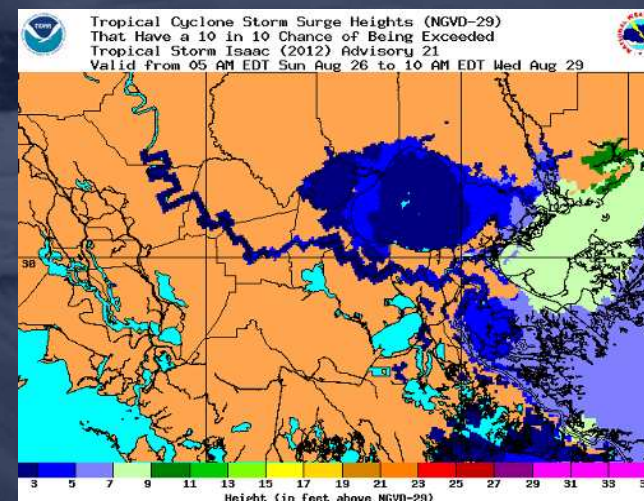 Tropical Cyclone Storm Surge Heights (NGVD-29)
That Have a 10 in 10 Chance of Being Exceeded
Tropical Storm Isaac (2012) Advisory 21
Valid from 05 AM EDT Sun Aug 26 to 10 AM EDT Wed Aug 29
30
3 5 7 9 11 13 15 17 19 21 23 25 27 29 31 33
Height (in feet above NGVD-29)